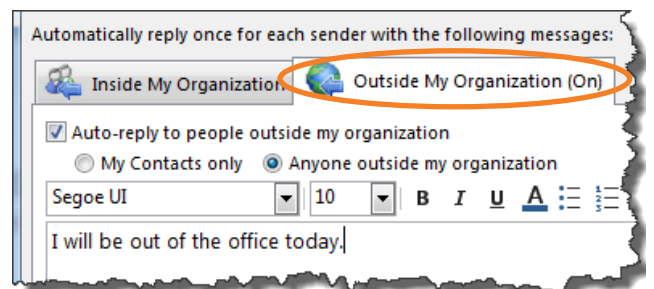 Automatically reply once for each sender with the following messages:
Inside My Organization Outside My Organization (On)
Auto-reply to people outside my organization
My Contacts only Anyone outside my organization
Segoe UI 10 B I U A
I will be out of the office today.